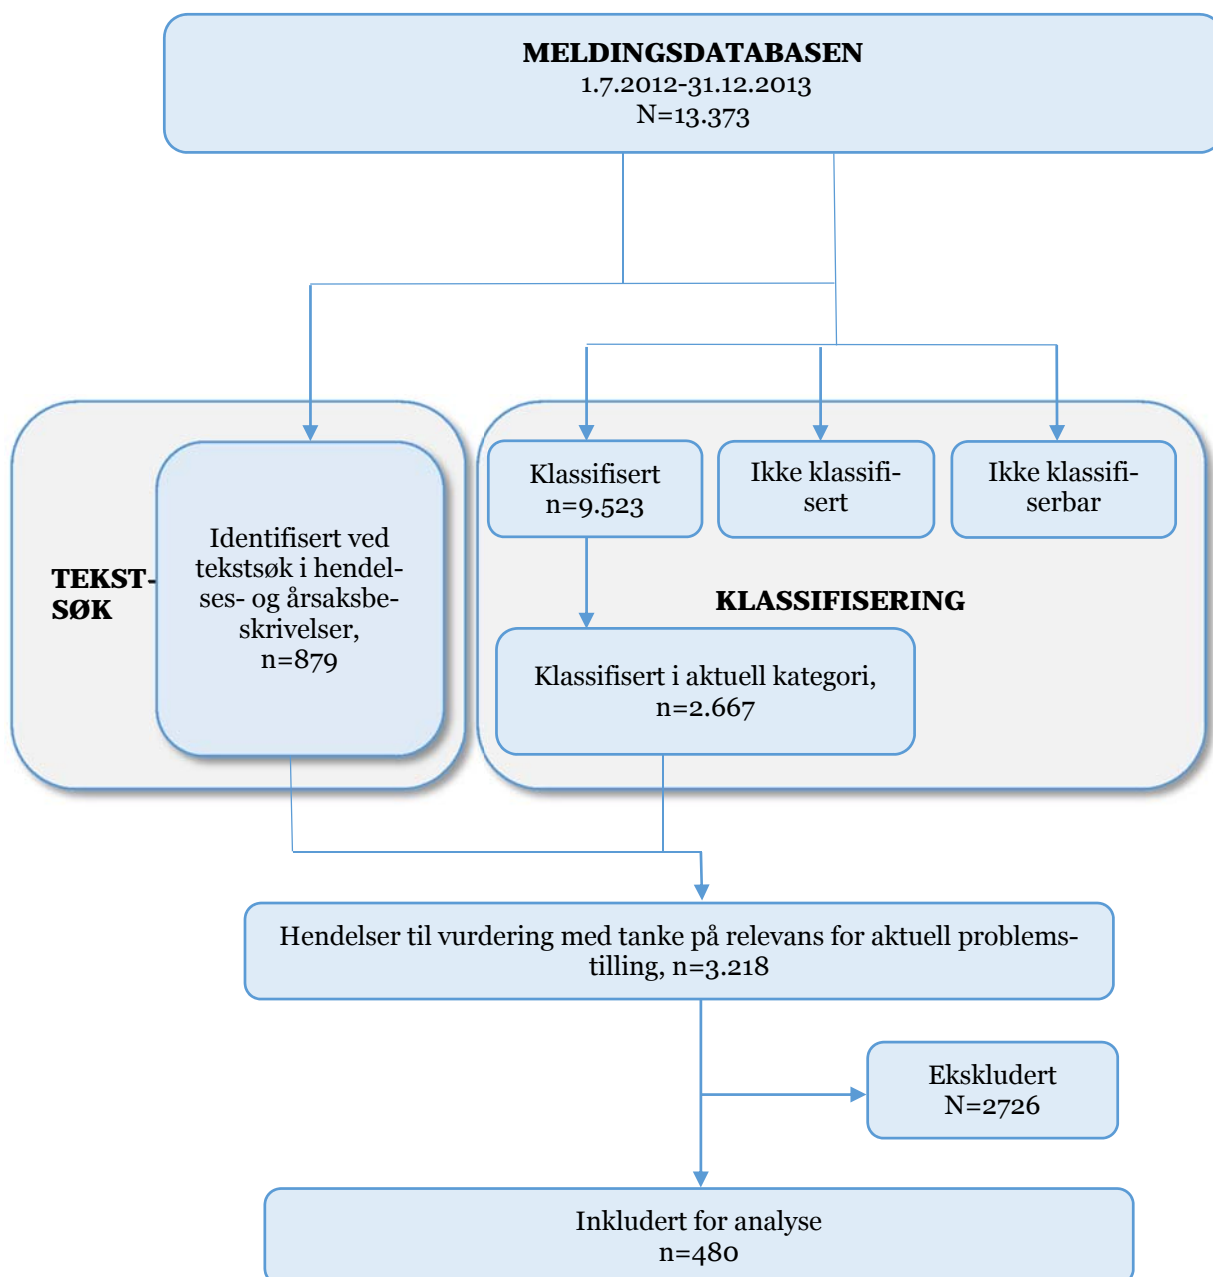 MELDINGSDATABASEN
1.7.2012-31.12.2013
N=13.373
TEKST-
SØK
Identifisert ved
tekstsøk i hendel-
ses- og årsaksbe-
skrivelser,
n=879
Klassifisert
n=9.523
Ikke klassifi-
sert
Ikke klassifi-
serbar
KLASSIFISERING
Klassifisert i aktuell kategori,
n=2.667
Hendelser til vurdering med tanke på relevans for aktuell problems-
tilling, n=3.218
Ekskludert
N=2726
Inkludert for analyse
n=480